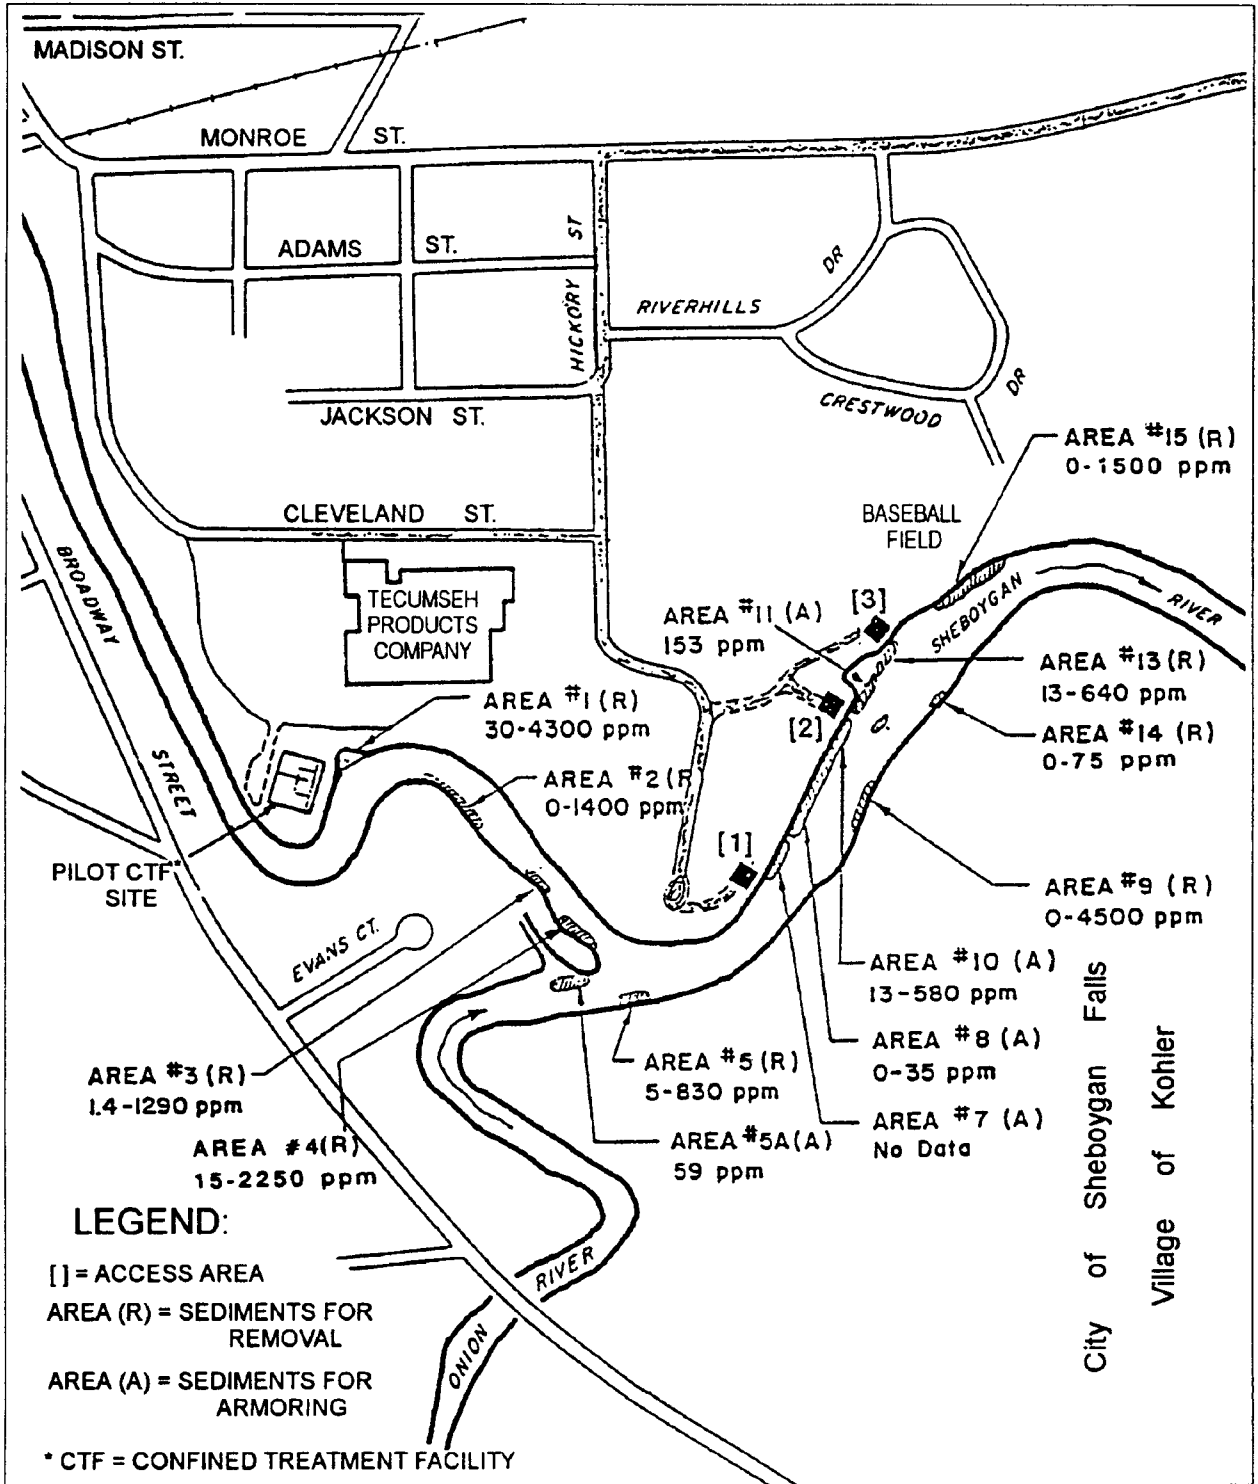 MADISON ST.
MONROE ST.
ADAMS ST.
HICKORY ST
RIVERHILLS DR
JACKSON ST.
CRESTWOOD DR
AREA #15 (R)
0-1500 ppm
CLEVELAND ST.
BASEBALL
FIELD
BROADWAY STREET
TECUMSEH
PRODUCTS
COMPANY
AREA #11 (A)
153 ppm
[3]
SHEBOYGAN RIVER
AREA #13 (R)
13-640 ppm
AREA #1 (R)
30-4300 ppm
[2]
AREA #14 (R)
0-75 ppm
AREA #2 (R
0-1400 ppm
[1]
PILOT CTF*
SITE
AREA #9 (R)
0-4500 ppm
EVANS CT.
AREA #10 (A)
13-580 ppm
AREA #8 (A)
0-35 ppm
AREA #3 (R)
1.4-1290 ppm
AREA #5 (R)
5-830 ppm
AREA #7 (A)
No Data
AREA #4(R)
15-2250 ppm
AREA #5A(A)
59 ppm
City of Sheboygan Falls
Village of Kohler
ONION RIVER
LEGEND:
[ ] = ACCESS AREA
AREA (R) = SEDIMENTS FOR
REMOVAL
AREA (A) = SEDIMENTS FOR
ARMORING
* CTF = CONFINED TREATMENT FACILITY